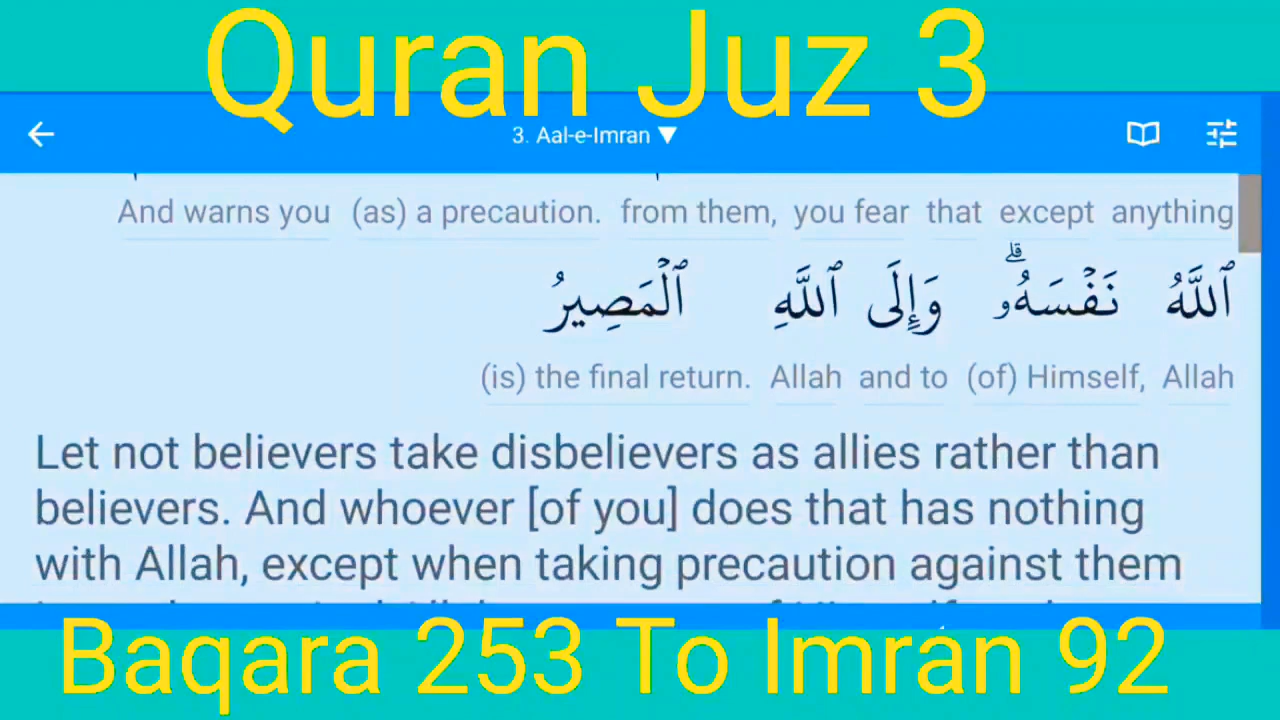 Quran Juz 3
3. Aal-e-Imran
And warns you (as) a precaution. from them, you fear that except anything
ٱللَّهُ نَفْسَهُۥ ۗ وَإِلَى ٱللَّهِ ٱلْمَصِيرُ
(is) the final return. Allah and to (of) Himself, Allah
Let not believers take disbelievers as allies rather than
believers. And whoever [of you] does that has nothing
with Allah, except when taking precaution against them
Baqara 253 To Imran 92